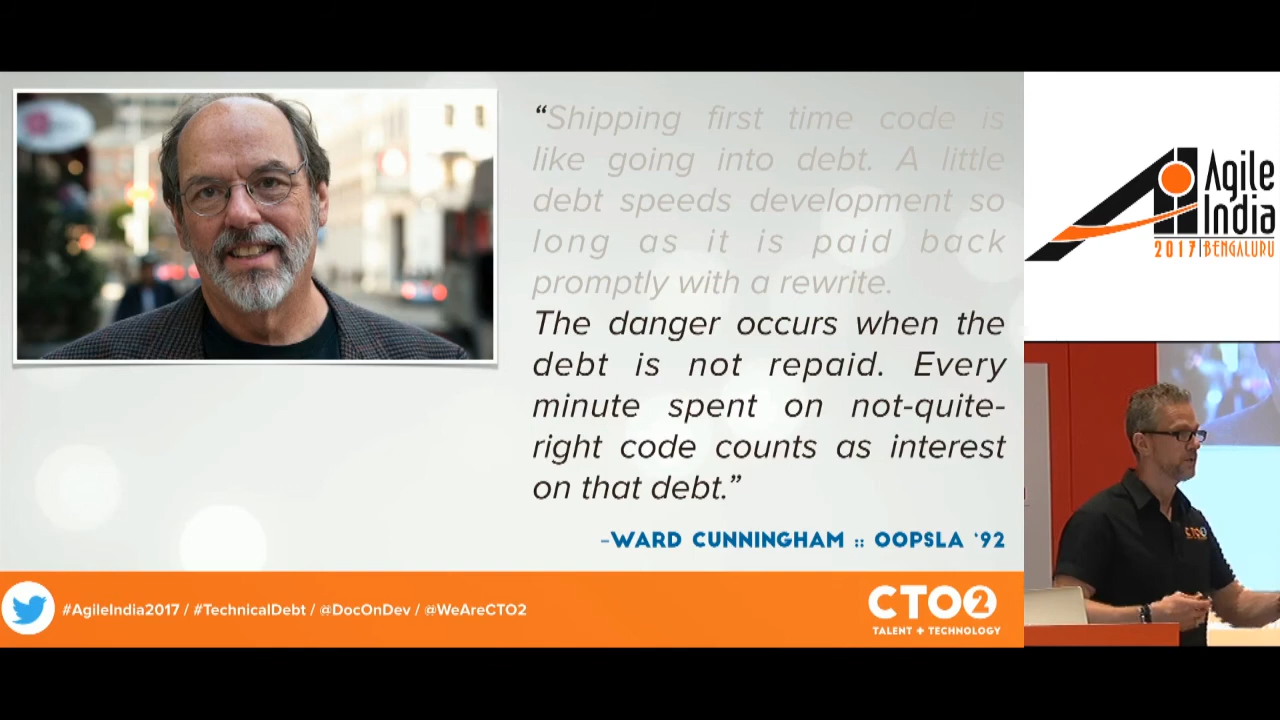 “Shipping first time code is
like going into debt. A little
debt speeds development so
long as it is paid back
promptly with a rewrite.
The danger occurs when the
debt is not repaid. Every
minute spent on not-quite-
right code counts as interest
on that debt.”
–WARD CUNNINGHAM :: OOPSLA ‘92
#AgileIndia2017 / #TechnicalDebt / @DocOnDev / @WeAreCTO2
CTO2
TALENT + TECHNOLOGY
Agile
India
2017 | BENGALURU
CTO2